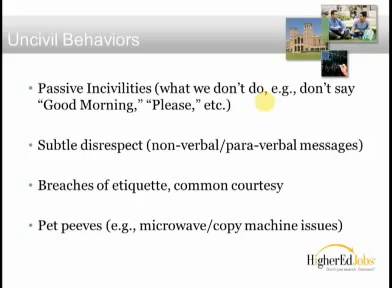 Uncivil Behaviors
• Passive Incivilities (what we don't do, e.g., don't say
"Good Morning," "Please," etc.)
• Subtle disrespect (non-verbal/para-verbal messages)
• Breaches of etiquette, common courtesy
• Pet peeves (e.g., microwave/copy machine issues)
HigherEdJobs